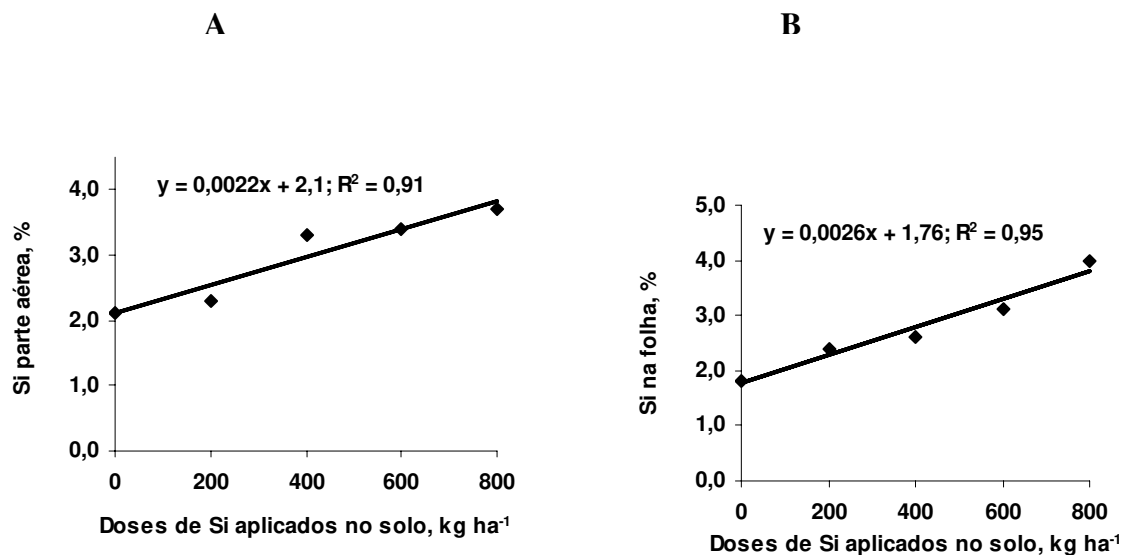 A
y = 0,0022x + 2,1; R² = 0,91
Si parte aérea, %
4,0
3,0
2,0
1,0
0,0
0 200 400 600 800
Doses de Si aplicados no solo, kg ha⁻¹
B
y = 0,0026x + 1,76; R² = 0,95
Si na folha, %
5,0
4,0
3,0
2,0
1,0
0,0
0 200 400 600 800
Doses de Si aplicados no solo, kg ha⁻¹